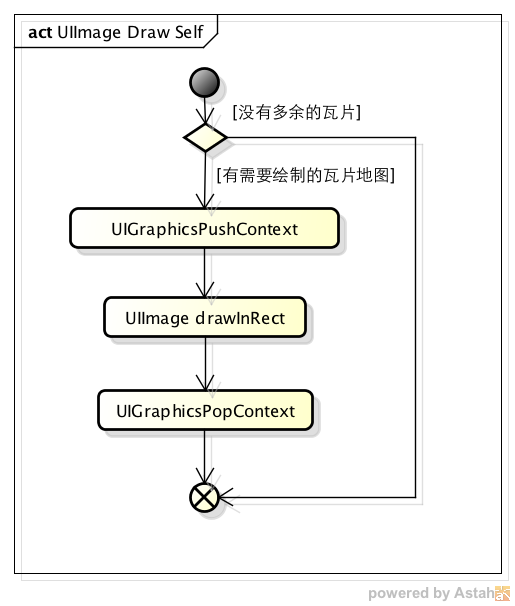 act UIImage Draw Self
[没有多余的瓦片]
[有需要绘制的瓦片地图]
UIGraphicsPushContext
UIImage drawInRect
UIGraphicsPopContext
powered by Astah